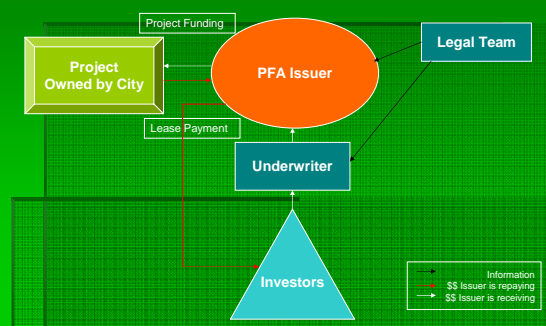 Project Funding
Project
Owned by City
PFA Issuer
Legal Team
Lease Payment
Underwriter
Investors
Information
$$ Issuer is repaying
$$ Issuer is receiving